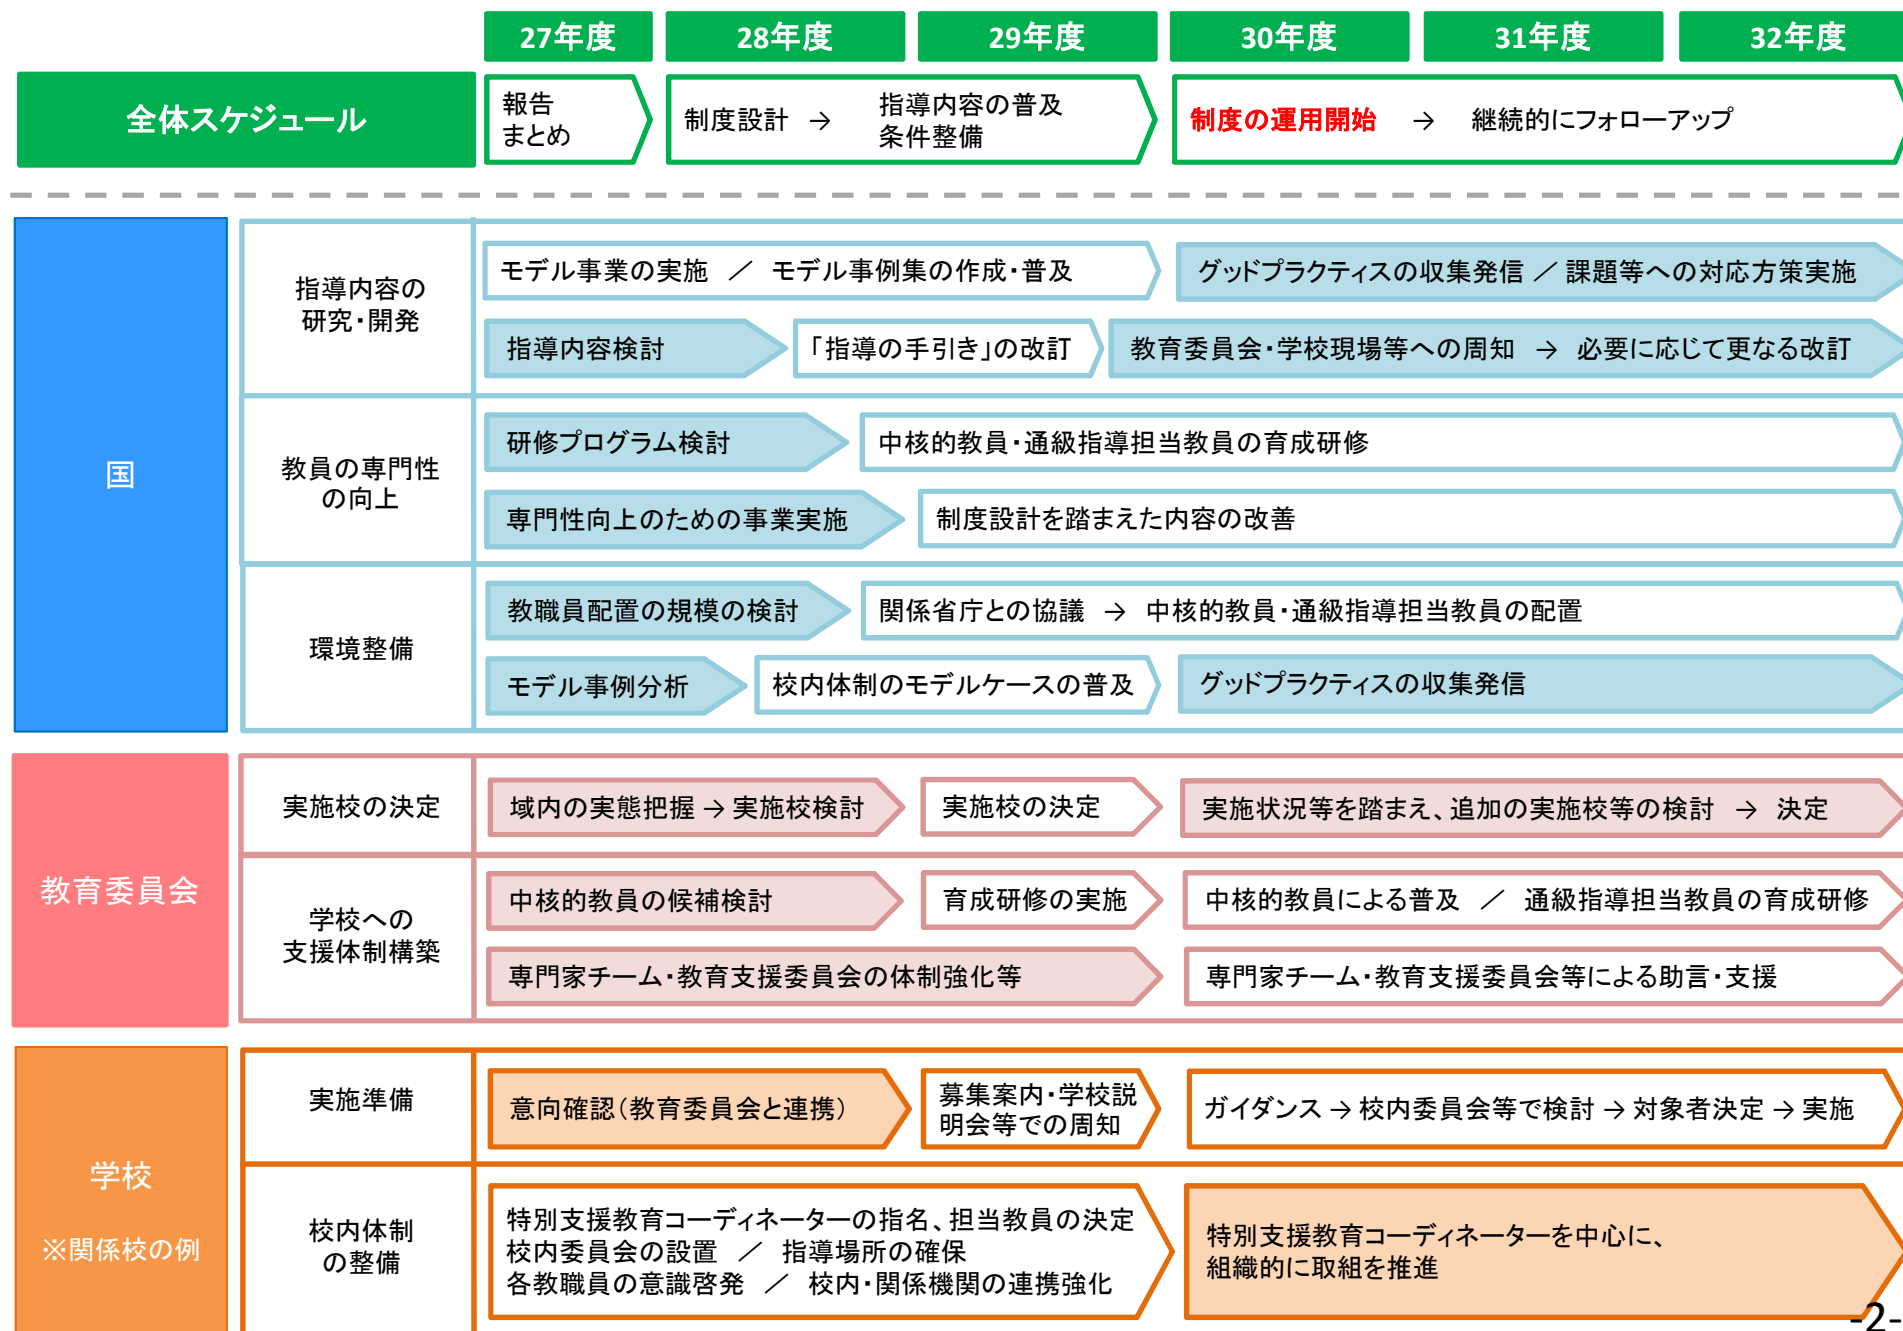 27年度
28年度
29年度
30年度
31年度
32年度
全体スケジュール
報告
まとめ
制度設計 → 指導内容の普及
条件整備
制度の運用開始 → 継続的にフォローアップ
国
指導内容の
研究・開発
モデル事業の実施 ／ モデル事例集の作成・普及
グッドプラクティスの収集発信 ／ 課題等への対応方策実施
指導内容検討
「指導の手引き」の改訂
教育委員会・学校現場等への周知 → 必要に応じて更なる改訂
教員の専門性
の向上
研修プログラム検討
中核的教員・通級指導担当教員の育成研修
専門性向上のための事業実施
制度設計を踏まえた内容の改善
環境整備
教職員配置の規模の検討
関係省庁との協議 → 中核的教員・通級指導担当教員の配置
モデル事例分析
校内体制のモデルケースの普及
グッドプラクティスの収集発信
教育委員会
実施校の決定
域内の実態把握 → 実施校検討
実施校の決定
実施状況等を踏まえ、追加の実施校等の検討 → 決定
学校への
支援体制構築
中核的教員の候補検討
育成研修の実施
中核的教員による普及 ／ 通級指導担当教員の育成研修
専門家チーム・教育支援委員会の体制強化等
専門家チーム・教育支援委員会等による助言・支援
学校
※関係校の例
実施準備
意向確認（教育委員会と連携）
募集案内・学校説
明会等での周知
ガイダンス → 校内委員会等で検討 → 対象者決定 → 実施
校内体制
の整備
特別支援教育コーディネーターの指名、担当教員の決定
校内委員会の設置 ／ 指導場所の確保
各教職員の意識啓発 ／ 校内・関係機関の連携強化
特別支援教育コーディネーターを中心に、
組織的に取組を推進
-2-